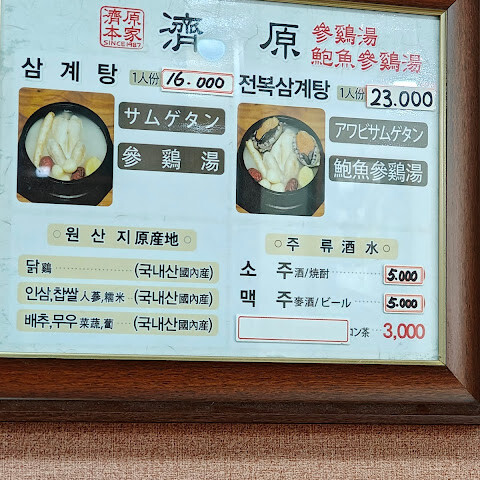 濟原
本家
SINCE1987
濟 原 參鷄湯
鮑魚參鷄湯
삼계탕 1人份 16.000
サムゲタン
參鷄湯
전복삼계탕 1人份 23.000
アワビサムゲタン
鮑魚參鷄湯
원산지原産地
닭鷄 (국내산國內産)
인삼,찹쌀人蔘,糯米 (국내산國內産)
배추,무우菜蔬,蔔 (국내산國內産)
주류酒水
소 주酒/焼酎 5.000
맥 주麥酒/ビール 5.000
コン茶 3,000